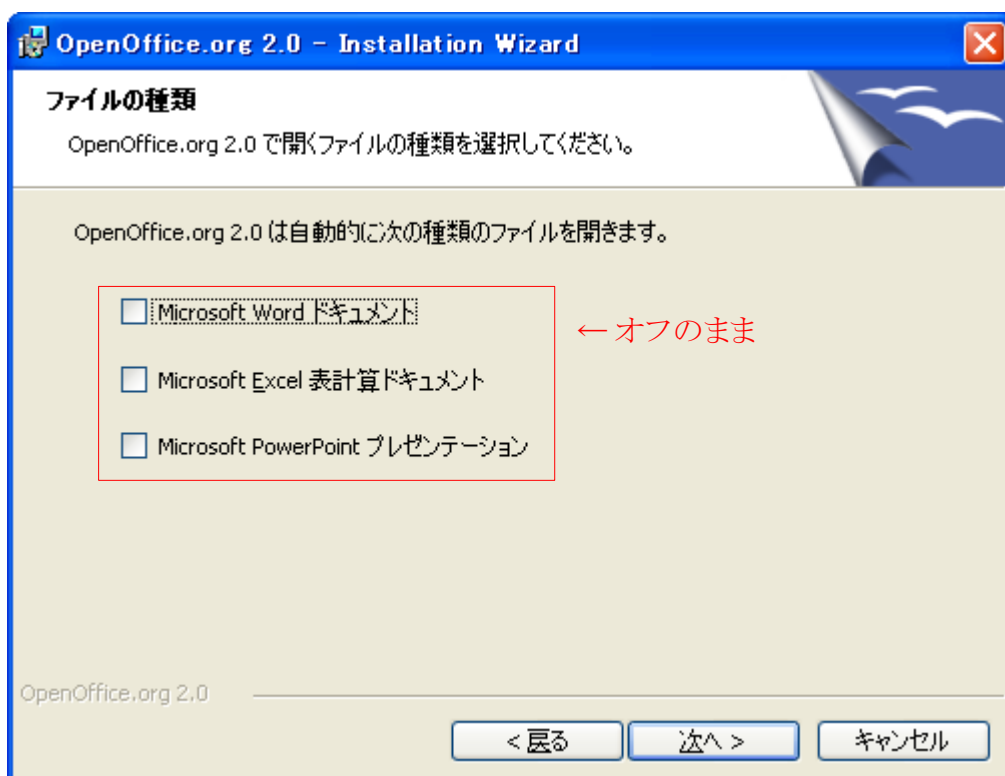 OpenOffice.org 2.0 - Installation Wizard
ファイルの種類
OpenOffice.org 2.0 で開くファイルの種類を選択してください。
OpenOffice.org 2.0 は自動的に次の種類のファイルを開きます。
Microsoft Word ドキュメント
← オフのまま
Microsoft Excel 表計算ドキュメント
Microsoft PowerPoint プレゼンテーション
OpenOffice.org 2.0
< 戻る 次へ > キャンセル